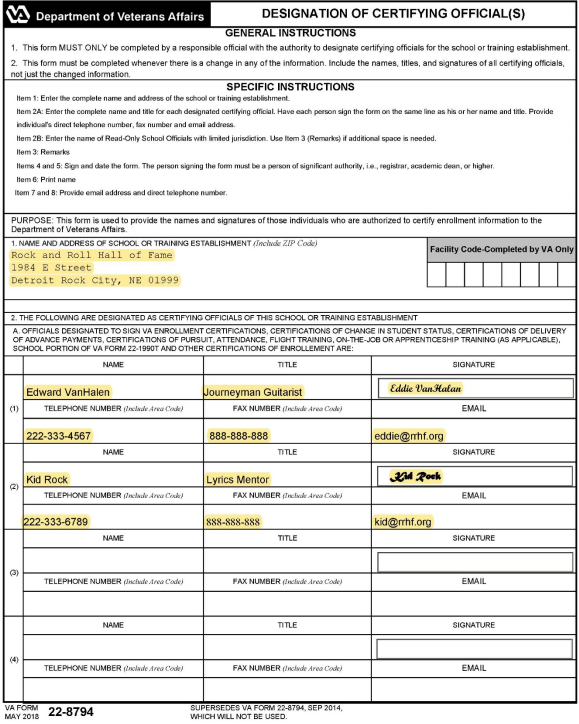 VA Department of Veterans Affairs
DESIGNATION OF CERTIFYING OFFICIAL(S)
GENERAL INSTRUCTIONS
1. This form MUST ONLY be completed by a responsible official with the authority to designate certifying officials for the school or training establishment.
2. This form must be completed whenever there is a change in any of the information. Include the names, titles, and signatures of all certifying officials,
not just the changed information.
SPECIFIC INSTRUCTIONS
Item 1: Enter the complete name and address of the school or training establishment.
Item 2A: Enter the complete name and title for each designated certifying official. Have each person sign the form on the same line as his or her name and title. Provide
individual's direct telephone number, fax number and email address.
Item 2B: Enter the name of Read-Only School Officials with limited jurisdiction. Use Item 3 (Remarks) if additional space is needed.
Item 3: Remarks
Items 4 and 5: Sign and date the form. The person signing the form must be a person of significant authority, i.e., registrar, academic dean, or higher.
Item 6: Print name
Item 7 and 8: Provide email address and direct telephone number.
PURPOSE: This form is used to provide the names and signatures of those individuals who are authorized to certify enrollment information to the
Department of Veterans Affairs.
1. NAME AND ADDRESS OF SCHOOL OR TRAINING ESTABLISHMENT (Include ZIP Code)
Facility Code-Completed by VA Only
Rock and Roll Hall of Fame
1984 E Street
Detroit Rock City, NE 01999
2. THE FOLLOWING ARE DESIGNATED AS CERTIFYING OFFICIALS OF THIS SCHOOL OR TRAINING ESTABLISHMENT
A. OFFICIALS DESIGNATED TO SIGN VA ENROLLMENT CERTIFICATIONS, CERTIFICATIONS OF CHANGE IN STUDENT STATUS, CERTIFICATIONS OF DELIVERY
OF ADVANCE PAYMENTS, CERTIFICATIONS OF PURSUIT, ATTENDANCE, FLIGHT TRAINING, ON-THE-JOB OR APPRENTICESHIP TRAINING (AS APPLICABLE),
SCHOOL PORTION OF VA FORM 22-1990T AND OTHER CERTIFICATIONS OF ENROLLEMENT ARE:
NAME TITLE SIGNATURE
Edward VanHalen Journeyman Guitarist Eddie VanHalan
(1) TELEPHONE NUMBER (Include Area Code) FAX NUMBER (Include Area Code) EMAIL
222-333-4567 888-888-888 eddie@rrhf.org
NAME TITLE SIGNATURE
Kid Rock Lyrics Mentor Kid Rock
(2) TELEPHONE NUMBER (Include Area Code) FAX NUMBER (Include Area Code) EMAIL
222-333-6789 888-888-888 kid@rrhf.org
NAME TITLE SIGNATURE
(3) TELEPHONE NUMBER (Include Area Code) FAX NUMBER (Include Area Code) EMAIL
NAME TITLE SIGNATURE
(4) TELEPHONE NUMBER (Include Area Code) FAX NUMBER (Include Area Code) EMAIL
VA FORM
MAY 2018 22-8794
SUPERSEDES VA FORM 22-8794, SEP 2014,
WHICH WILL NOT BE USED.